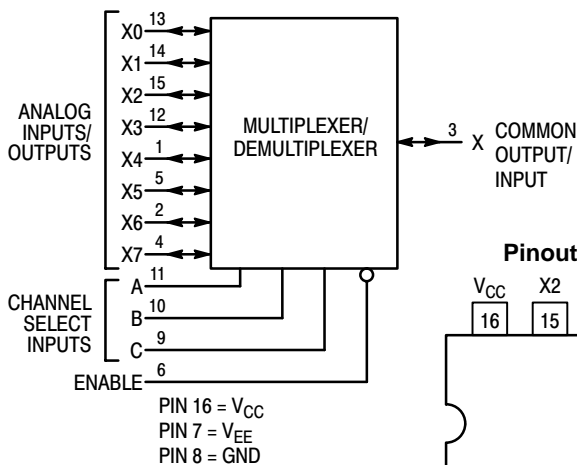 X0 13
X1 14
X2 15
X3 12
X4 1
X5 5
X6 2
X7 4
ANALOG
INPUTS/
OUTPUTS
MULTIPLEXER/
DEMULTIPLEXER
3 X COMMON
OUTPUT/
INPUT
A 11
B 10
C 9
CHANNEL
SELECT
INPUTS
ENABLE 6
PIN 16 = VCC
PIN 7 = VEE
PIN 8 = GND
Pinout
VCC X2
16 15